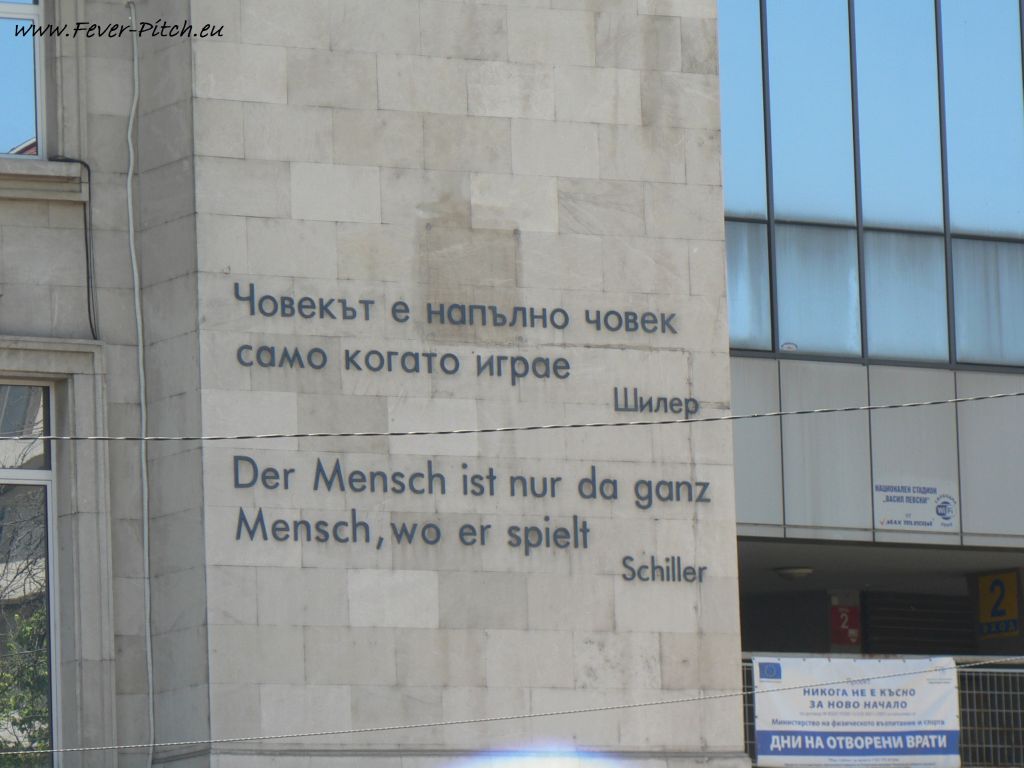 www.Fever-Pitch.eu
Човекът е напълно човек
само когато играе
Шилер
Der Mensch ist nur da ganz
Mensch, wo er spielt
Schiller
НАЦИОНАЛЕН СТАДИОН
„ВАСИЛ ЛЕВСКИ“
2
2
ВХОД
НИКОГА НЕ Е КЪСНО
ЗА НОВО НАЧАЛО
Министерство на физическото възпитание и спорта
ДНИ НА ОТВОРЕНИ ВРАТИ